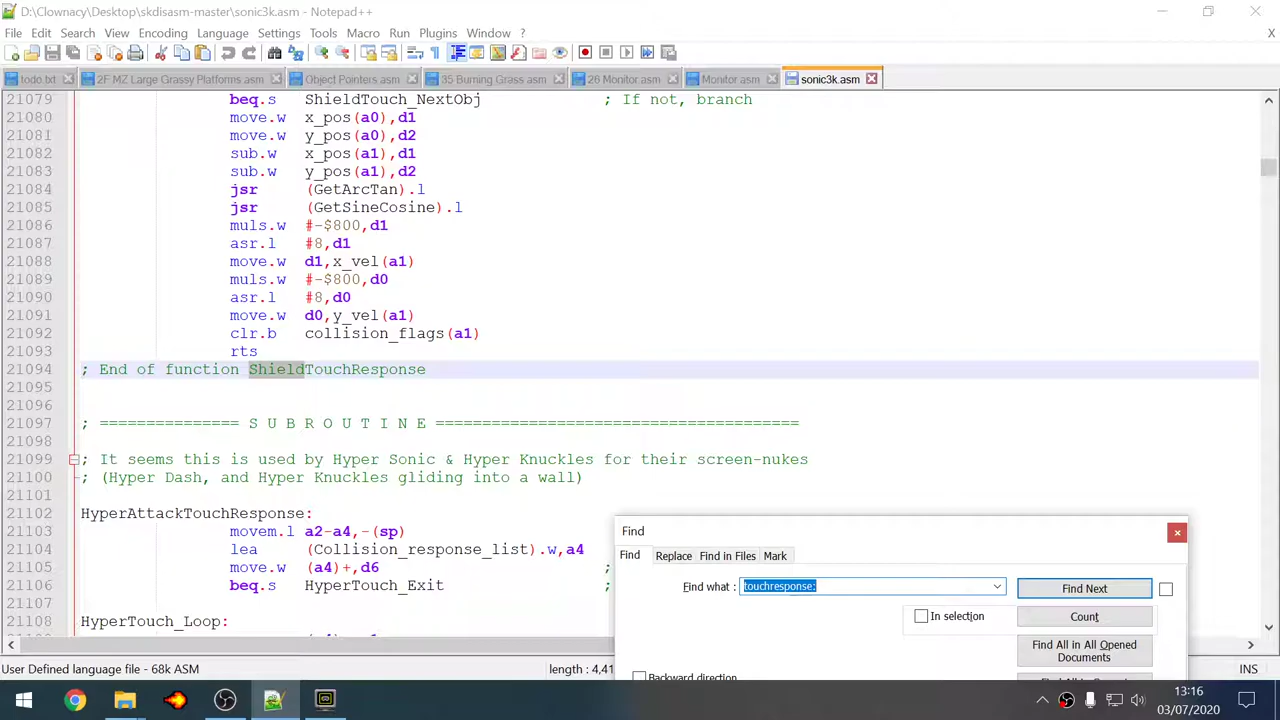 D:\Clownacy\Desktop\skdisasm-master\sonic3k.asm - Notepad++
File Edit Search View Encoding Language Settings Tools Macro Run Plugins Window ?
X
todo.txt 2F MZ Large Grassy Platforms.asm Object Pointers.asm 35 Burning Grass.asm 26 Monitor.asm Monitor.asm sonic3k.asm
21079 beq.s ShieldTouch_NextObj ; If not, branch
21080 move.w x_pos(a0),d1
21081 move.w y_pos(a0),d2
21082 sub.w x_pos(a1),d1
21083 sub.w y_pos(a1),d2
21084 jsr (GetArcTan).l
21085 jsr (GetSineCosine).l
21086 muls.w #-$800,d1
21087 asr.l #8,d1
21088 move.w d1,x_vel(a1)
21089 muls.w #-$800,d0
21090 asr.l #8,d0
21091 move.w d0,y_vel(a1)
21092 clr.b collision_flags(a1)
21093 rts
21094 ; End of function ShieldTouchResponse
21095
21096
21097 ; =============== S U B R O U T I N E =======================================
21098
21099 ; It seems this is used by Hyper Sonic & Hyper Knuckles for their screen-nukes
21100 ; (Hyper Dash, and Hyper Knuckles gliding into a wall)
21101
21102 HyperAttackTouchResponse:
21103 movem.l a2-a4,-(sp)
21104 lea (Collision_response_list).w,a4
21105 move.w (a4)+,d6 ;
21106 beq.s HyperTouch_Exit ;
21107
21108 HyperTouch_Loop:
Find
Find Replace Find in Files Mark
Find what : touchresponse:
Find Next
In selection
Count
Find All in All Opened Documents
Backward direction
User Defined language file - 68k ASM
length : 4,41
INS
13:16
03/07/2020